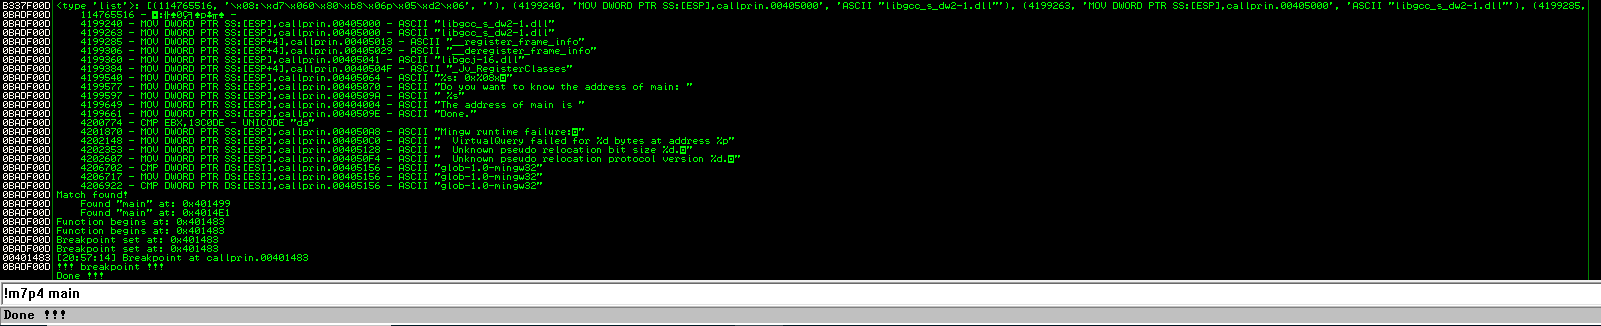 B337F00D <type 'list'>: [(114765516, '\x08:\xd7\x060\x80\xb8\x06p\x05\xd2\x06', ''), (4199240, 'MOV DWORD PTR SS:[ESP],callprin.00405000', 'ASCII "libgcc_s_dw2-1.dll"'), (4199263, 'MOV DWORD PTR SS:[ESP],callprin.00405000', 'ASCII "libgcc_s_dw2-1.dll"'), (4199285,
0BADF00D 114765516 -
0BADF00D 4199240 - MOV DWORD PTR SS:[ESP],callprin.00405000 - ASCII "libgcc_s_dw2-1.dll"
0BADF00D 4199263 - MOV DWORD PTR SS:[ESP],callprin.00405000 - ASCII "libgcc_s_dw2-1.dll"
0BADF00D 4199285 - MOV DWORD PTR SS:[ESP+4],callprin.00405013 - ASCII "__register_frame_info"
0BADF00D 4199306 - MOV DWORD PTR SS:[ESP+4],callprin.00405029 - ASCII "__deregister_frame_info"
0BADF00D 4199360 - MOV DWORD PTR SS:[ESP],callprin.00405041 - ASCII "libgcj-16.dll"
0BADF00D 4199384 - MOV DWORD PTR SS:[ESP+4],callprin.0040504F - ASCII "_Jv_RegisterClasses"
0BADF00D 4199540 - MOV DWORD PTR SS:[ESP],callprin.00405064 - ASCII "%s: 0x%08x"
0BADF00D 4199577 - MOV DWORD PTR SS:[ESP],callprin.00405070 - ASCII "Do you want to know the address of main: "
0BADF00D 4199597 - MOV DWORD PTR SS:[ESP],callprin.0040509A - ASCII " %s"
0BADF00D 4199649 - MOV DWORD PTR SS:[ESP],callprin.00404004 - ASCII "The address of main is "
0BADF00D 4199661 - MOV DWORD PTR SS:[ESP],callprin.0040509E - ASCII "Done."
0BADF00D 4200774 - CMP EBX,13C0DE - UNICODE "da"
0BADF00D 4201870 - MOV DWORD PTR SS:[ESP],callprin.004050A8 - ASCII "Mingw runtime failure:"
0BADF00D 4202148 - MOV DWORD PTR SS:[ESP],callprin.004050C0 - ASCII "  VirtualQuery failed for %d bytes at address %p"
0BADF00D 4202353 - MOV DWORD PTR SS:[ESP],callprin.00405128 - ASCII "  Unknown pseudo relocation bit size %d."
0BADF00D 4202607 - MOV DWORD PTR SS:[ESP],callprin.004050F4 - ASCII "  Unknown pseudo relocation protocol version %d."
0BADF00D 4206702 - CMP DWORD PTR DS:[ESI],callprin.00405156 - ASCII "glob-1.0-mingw32"
0BADF00D 4206717 - MOV DWORD PTR DS:[ESI],callprin.00405156 - ASCII "glob-1.0-mingw32"
0BADF00D 4206922 - CMP DWORD PTR DS:[ESI],callprin.00405156 - ASCII "glob-1.0-mingw32"
0BADF00D Match found!
0BADF00D Found "main" at: 0x401499
0BADF00D Found "main" at: 0x4014E1
0BADF00D Function begins at: 0x401483
0BADF00D Function begins at: 0x401483
0BADF00D Breakpoint set at: 0x401483
0BADF00D Breakpoint set at: 0x401483
00401483 [20:57:14] Breakpoint at callprin.00401483
0BADF00D !!! breakpoint !!!
Done !!!
!m7p4 main
Done !!!